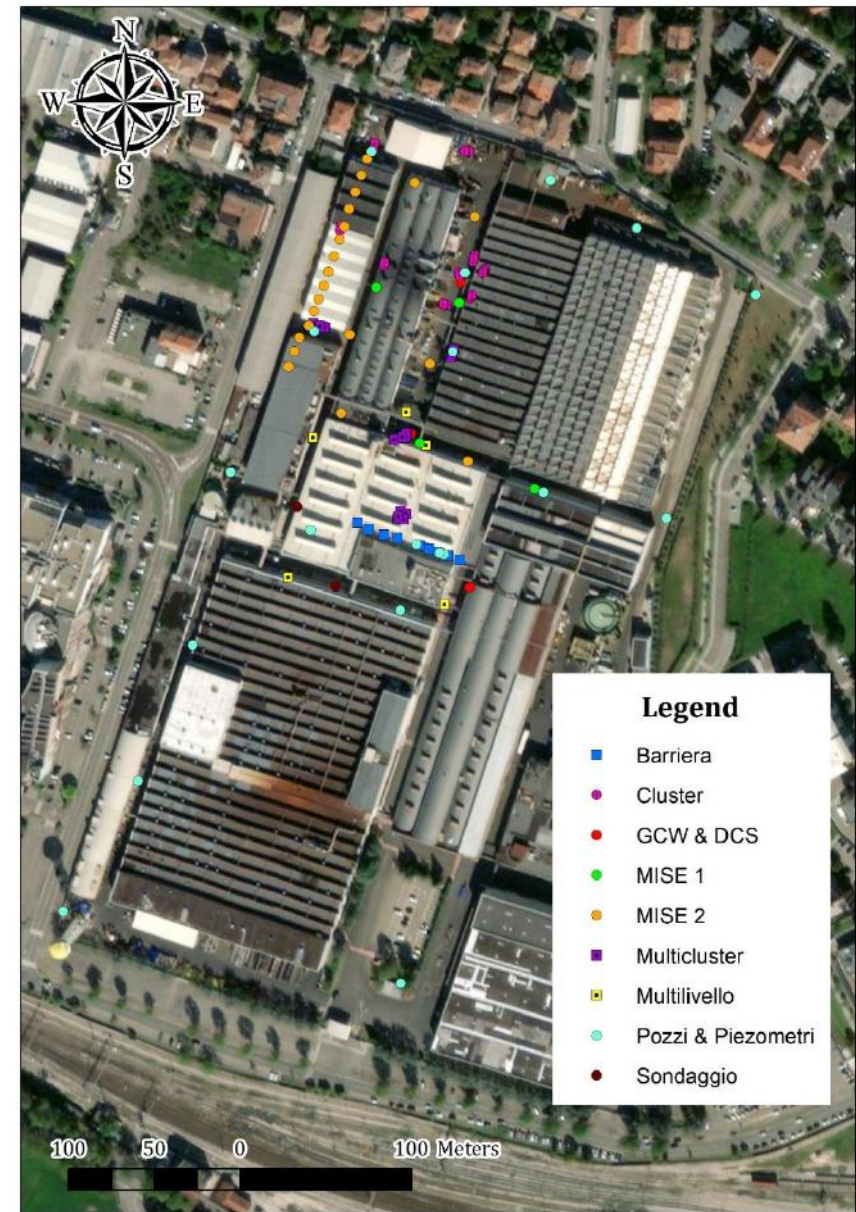 N
W E
S
Legend
Barriera
Cluster
GCW & DCS
MISE 1
MISE 2
Multicluster
Multilivello
Pozzi & Piezometri
Sondaggio
100 50 0 100 Meters